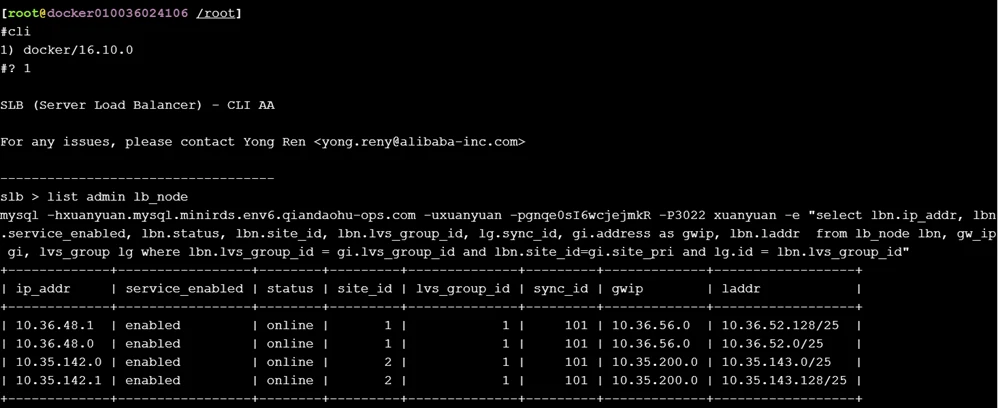 [root@docker010036024106 /root]
#cli
1) docker/16.10.0
#? 1
SLB (Server Load Balancer) - CLI AA
For any issues, please contact Yong Ren <yong.reny@alibaba-inc.com>
-----------------------------------
slb > list admin lb_node
mysql -hxuanyuan.mysql.minirds.env6.qiandaohu-ops.com -uxuanyuan -pgnqe0sI6wcjejmkR -P3022 xuanyuan -e "select lbn.ip_addr, lbn
.service_enabled, lbn.status, lbn.site_id, lbn.lvs_group_id, lg.sync_id, gi.address as gwip, lbn.laddr  from lb_node lbn, gw_ip
 gi, lvs_group lg where lbn.lvs_group_id = gi.lvs_group_id and lbn.site_id=gi.site_pri and lg.id = lbn.lvs_group_id"
+-------------+-----------------+--------+---------+--------------+---------+-------------+------------------+
| ip_addr     | service_enabled | status | site_id | lvs_group_id | sync_id | gwip        | laddr            |
+-------------+-----------------+--------+---------+--------------+---------+-------------+------------------+
| 10.36.48.1  | enabled         | online |       1 |            1 |     101 | 10.36.56.0  | 10.36.52.128/25  |
| 10.36.48.0  | enabled         | online |       1 |            1 |     101 | 10.36.56.0  | 10.36.52.0/25    |
| 10.35.142.0 | enabled         | online |       2 |            1 |     101 | 10.35.200.0 | 10.35.143.0/25   |
| 10.35.142.1 | enabled         | online |       2 |            1 |     101 | 10.35.200.0 | 10.35.143.128/25 |
+-------------+-----------------+--------+---------+--------------+---------+-------------+------------------+